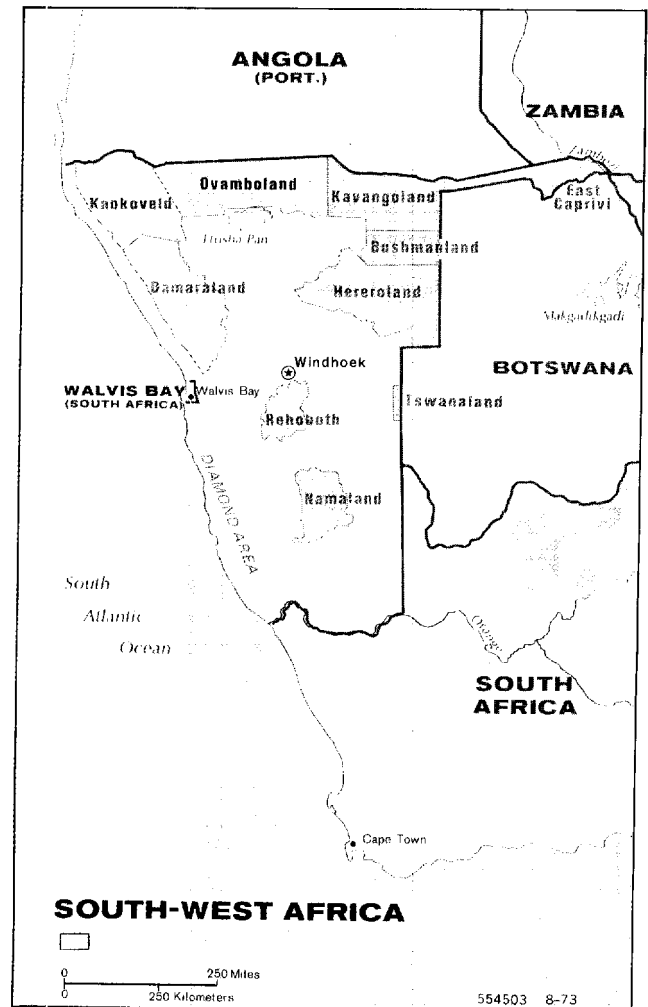 ANGOLA
(PORT.)
ZAMBIA
Zambezi
Ovamboland
Kavangoland
East
Caprivi
Kaokoveld
Etosha Pan
Bushmanland
Damaraland
Hereroland
Makgadikgadi
Windhoek
BOTSWANA
WALVIS BAY
(SOUTH AFRICA)
Walvis Bay
Tswanaland
Rehoboth
DIAMOND AREA
Namaland
South
Atlantic
Ocean
Orange
SOUTH
AFRICA
Cape Town
SOUTH-WEST AFRICA
0 250 Miles
0 250 Kilometers
554503 8-73